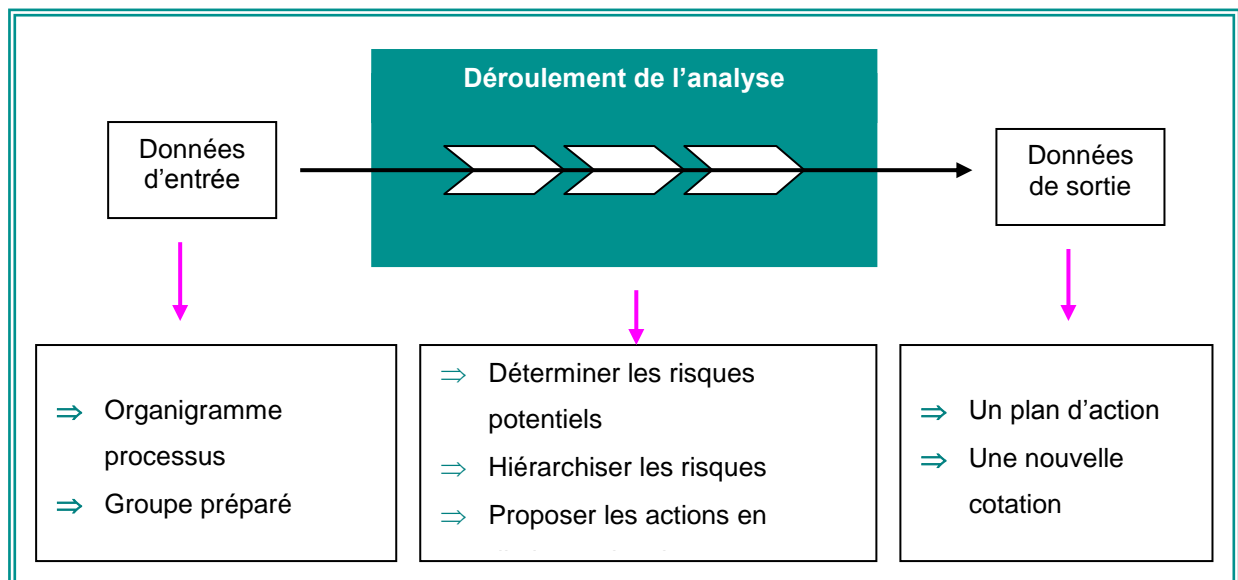 Déroulement de l’analyse
Données
d’entrée
Données
de sortie
⇒ Organigramme
processus
⇒ Groupe préparé
⇒ Déterminer les risques
potentiels
⇒ Hiérarchiser les risques
⇒ Proposer les actions en
⇒ Un plan d’action
⇒ Une nouvelle
cotation